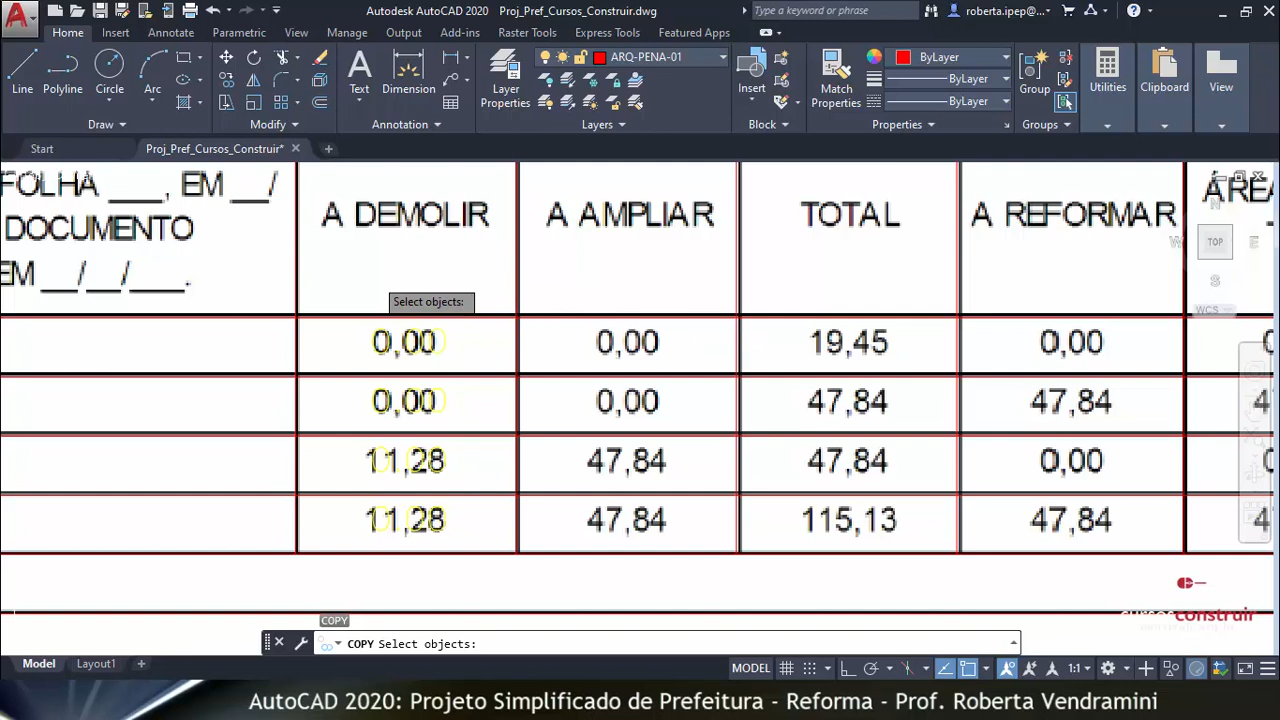 Autodesk AutoCAD 2020 Proj_Pref_Cursos_Construir.dwg
Type a keyword or phrase
roberta.ipep@...
Home Insert Annotate Parametric View Manage Output Add-ins Raster Tools Express Tools Featured Apps
ARQ-PENA-01
ByLayer
ByLayer
ByLayer
Line Polyline Circle Arc
Text Dimension
Layer Properties
Insert
Match Properties
Group
Utilities Clipboard View
Draw Modify Annotation Layers Block Properties Groups
Start Proj_Pref_Cursos_Construir*
FOLHA ___, EM __/
DOCUMENTO
EM __/__/___.
A DEMOLIR A AMPLIAR TOTAL A REFORMAR
N
W TOP E
S
WCS
Select objects:
0,00 0,00 19,45 0,00
0,00 0,00 47,84 47,84
11,28 47,84 47,84 0,00
11,28 47,84 115,13 47,84
cursosconstruir
COPY
COPY Select objects:
Model Layout1
MODEL 1:1
AutoCAD 2020: Projeto Simplificado de Prefeitura - Reforma - Prof. Roberta Vendramini